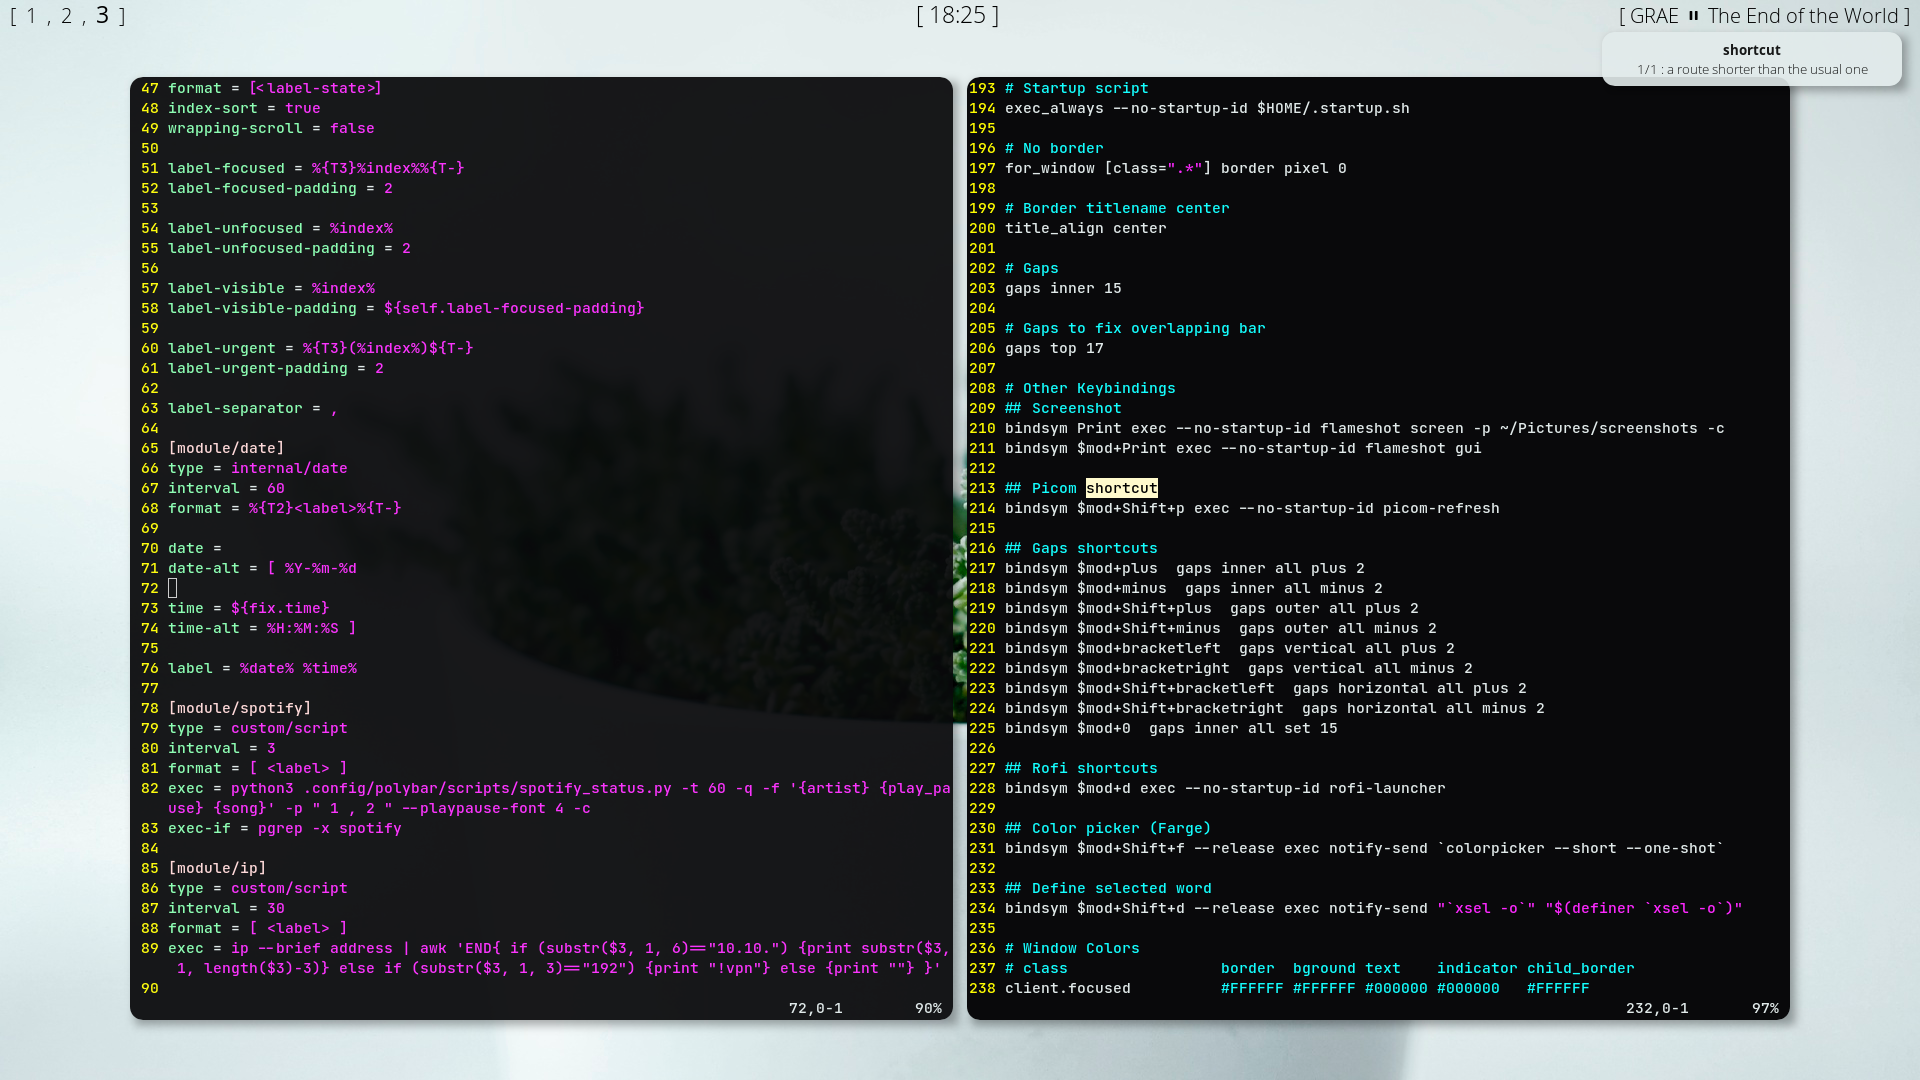 [ 1 , 2 , 3 ]
[ 18:25 ]
[ GRAE ⏸ The End of the World ]
shortcut
1/1 : a route shorter than the usual one
47 format = [<label-state>]
48 index-sort = true
49 wrapping-scroll = false
50
51 label-focused = %{T3}%index%%{T-}
52 label-focused-padding = 2
53
54 label-unfocused = %index%
55 label-unfocused-padding = 2
56
57 label-visible = %index%
58 label-visible-padding = ${self.label-focused-padding}
59
60 label-urgent = %{T3}(%index%)${T-}
61 label-urgent-padding = 2
62
63 label-separator = ,
64
65 [module/date]
66 type = internal/date
67 interval = 60
68 format = %{T2}<label>%{T-}
69
70 date =
71 date-alt = [ %Y-%m-%d
72
73 time = ${fix.time}
74 time-alt = %H:%M:%S ]
75
76 label = %date% %time%
77
78 [module/spotify]
79 type = custom/script
80 interval = 3
81 format = [ <label> ]
82 exec = python3 .config/polybar/scripts/spotify_status.py -t 60 -q -f '{artist} {play_pa
use} {song}' -p " 1 , 2 " --playpause-font 4 -c
83 exec-if = pgrep -x spotify
84
85 [module/ip]
86 type = custom/script
87 interval = 30
88 format = [ <label> ]
89 exec = ip --brief address | awk 'END{ if (substr($3, 1, 6)=="10.10.") {print substr($3,
1, length($3)-3)} else if (substr($3, 1, 3)=="192") {print "!vpn"} else {print ""} }'
90
72,0-1 90%
193 # Startup script
194 exec_always --no-startup-id $HOME/.startup.sh
195
196 # No border
197 for_window [class=".*"] border pixel 0
198
199 # Border titlename center
200 title_align center
201
202 # Gaps
203 gaps inner 15
204
205 # Gaps to fix overlapping bar
206 gaps top 17
207
208 # Other Keybindings
209 ## Screenshot
210 bindsym Print exec --no-startup-id flameshot screen -p ~/Pictures/screenshots -c
211 bindsym $mod+Print exec --no-startup-id flameshot gui
212
213 ## Picom shortcut
214 bindsym $mod+Shift+p exec --no-startup-id picom-refresh
215
216 ## Gaps shortcuts
217 bindsym $mod+plus  gaps inner all plus 2
218 bindsym $mod+minus  gaps inner all minus 2
219 bindsym $mod+Shift+plus  gaps outer all plus 2
220 bindsym $mod+Shift+minus  gaps outer all minus 2
221 bindsym $mod+bracketleft  gaps vertical all plus 2
222 bindsym $mod+bracketright  gaps vertical all minus 2
223 bindsym $mod+Shift+bracketleft  gaps horizontal all plus 2
224 bindsym $mod+Shift+bracketright  gaps horizontal all minus 2
225 bindsym $mod+0  gaps inner all set 15
226
227 ## Rofi shortcuts
228 bindsym $mod+d exec --no-startup-id rofi-launcher
229
230 ## Color picker (Farge)
231 bindsym $mod+Shift+f --release exec notify-send `colorpicker --short --one-shot`
232
233 ## Define selected word
234 bindsym $mod+Shift+d --release exec notify-send "`xsel -o`" "$(definer `xsel -o`)"
235
236 # Window Colors
237 # class border bground text indicator child_border
238 client.focused #FFFFFF #FFFFFF #000000 #000000 #FFFFFF
232,0-1 97%